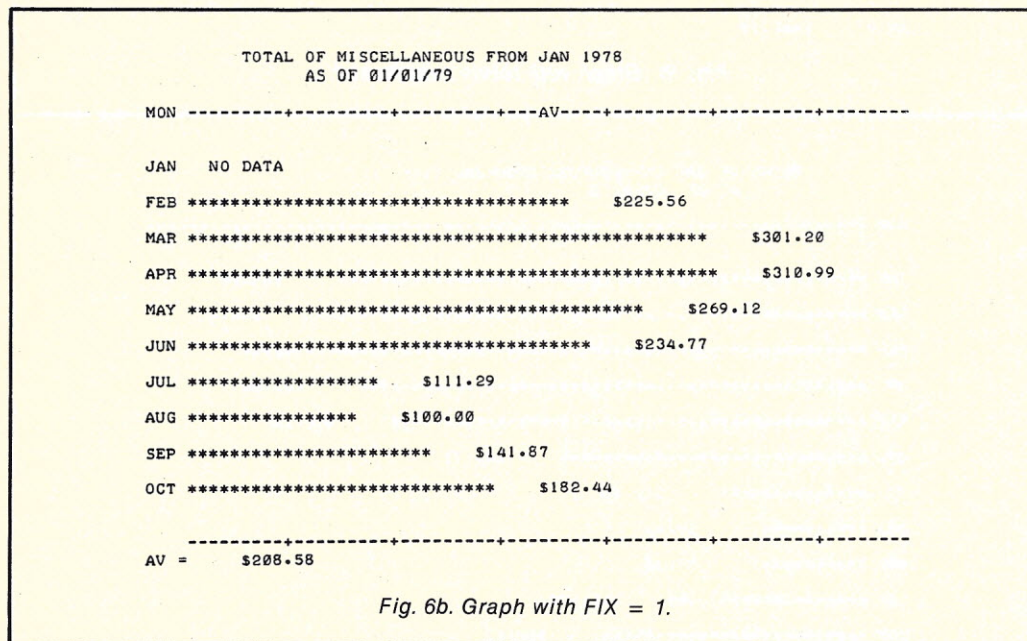 TOTAL OF MISCELLANEOUS FROM JAN 1978
AS OF 01/01/79
MON ---------+---------+---------+---AV----+---------+---------+--------
JAN NO DATA
FEB ************************************ $225.56
MAR ************************************************* $301.20
APR ************************************************** $310.99
MAY ******************************************* $269.12
JUN ************************************** $234.77
JUL ****************** $111.29
AUG **************** $100.00
SEP *********************** $141.87
OCT ***************************** $182.44
---------+---------+---------+---------+---------+---------+--------
AV = $208.58
Fig. 6b. Graph with FIX = 1.